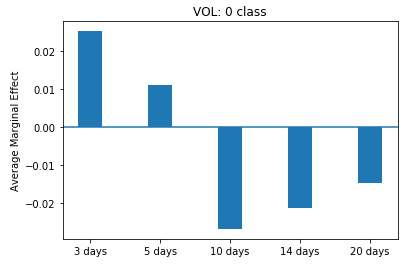 VOL: 0 class
Average Marginal Effect
0.02
0.01
0.00
−0.01
−0.02
3 days
5 days
10 days
14 days
20 days